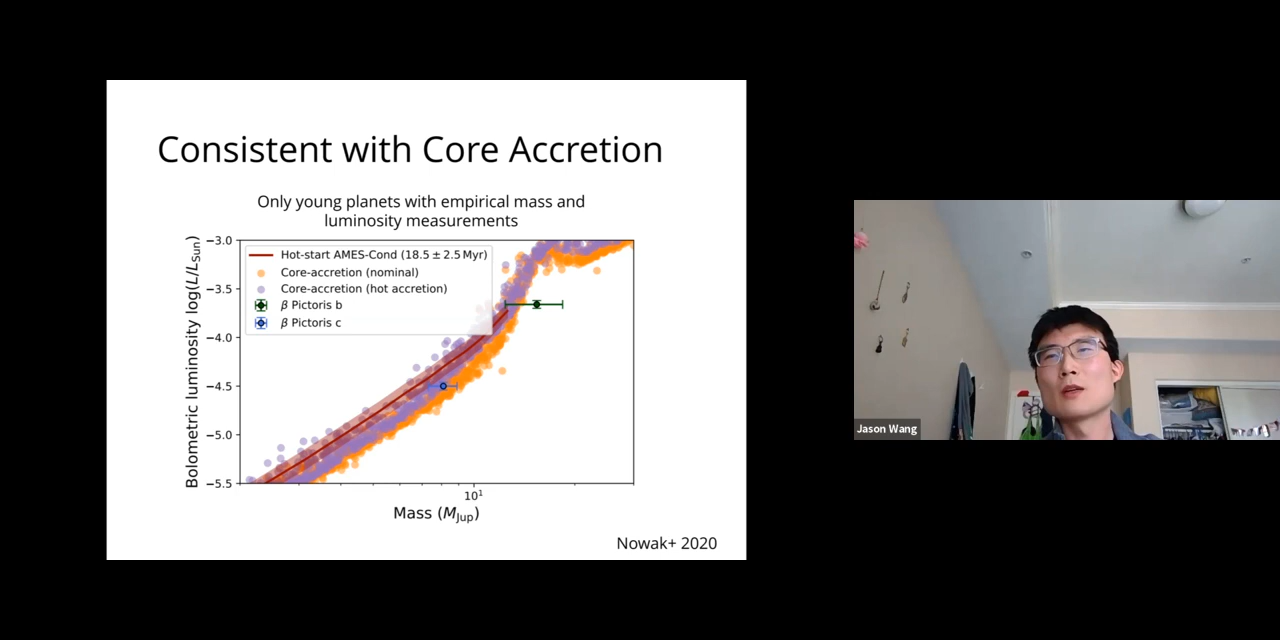 Consistent with Core Accretion
Only young planets with empirical mass and
luminosity measurements
Bolometric luminosity log(L/L_Sun)
−3.0
−3.5
−4.0
−4.5
−5.0
−5.5
Hot-start AMES-Cond (18.5 ± 2.5 Myr)
Core-accretion (nominal)
Core-accretion (hot accretion)
β Pictoris b
β Pictoris c
10¹
Mass (M_Jup)
Nowak+ 2020
Jason Wang